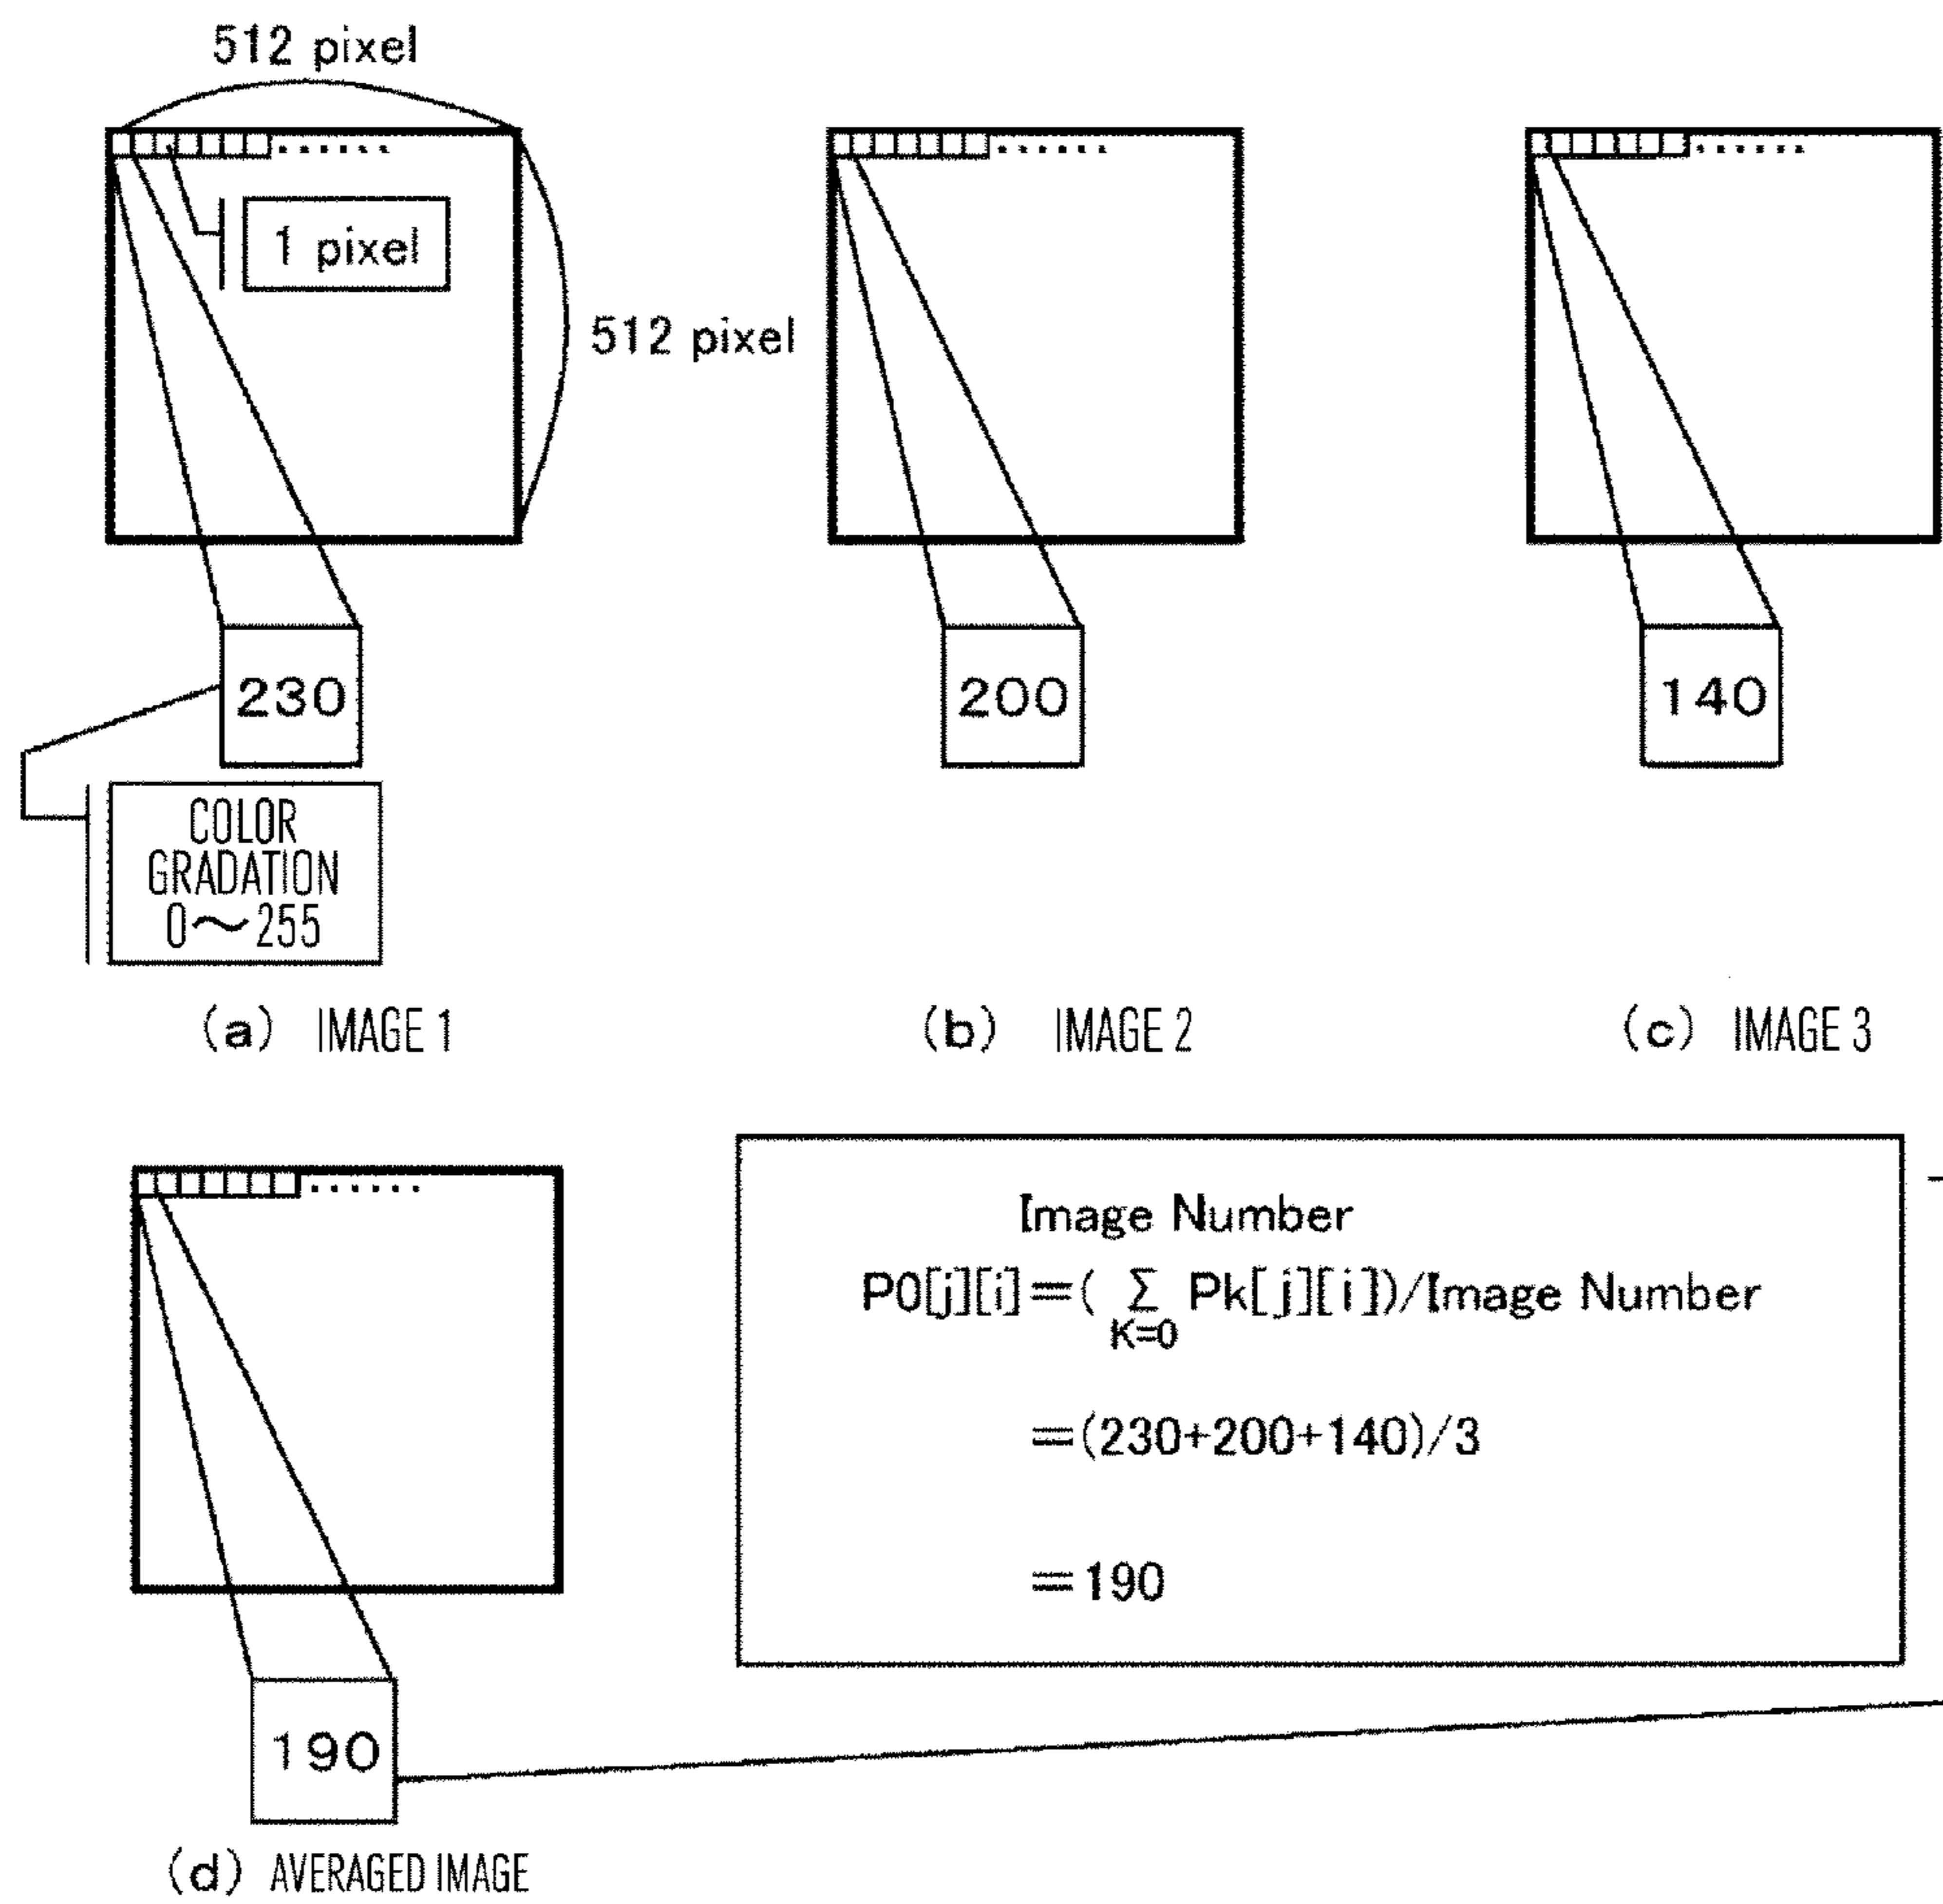 512 pixel
1 pixel
512 pixel
230
200
140
COLOR
GRADATION
0～255
(a) IMAGE 1
(b) IMAGE 2
(c) IMAGE 3
Image Number
P0[j][i]=( Σ Pk[j][i])/Image Number
K=0
=(230+200+140)/3
=190
190
(d) AVERAGED IMAGE